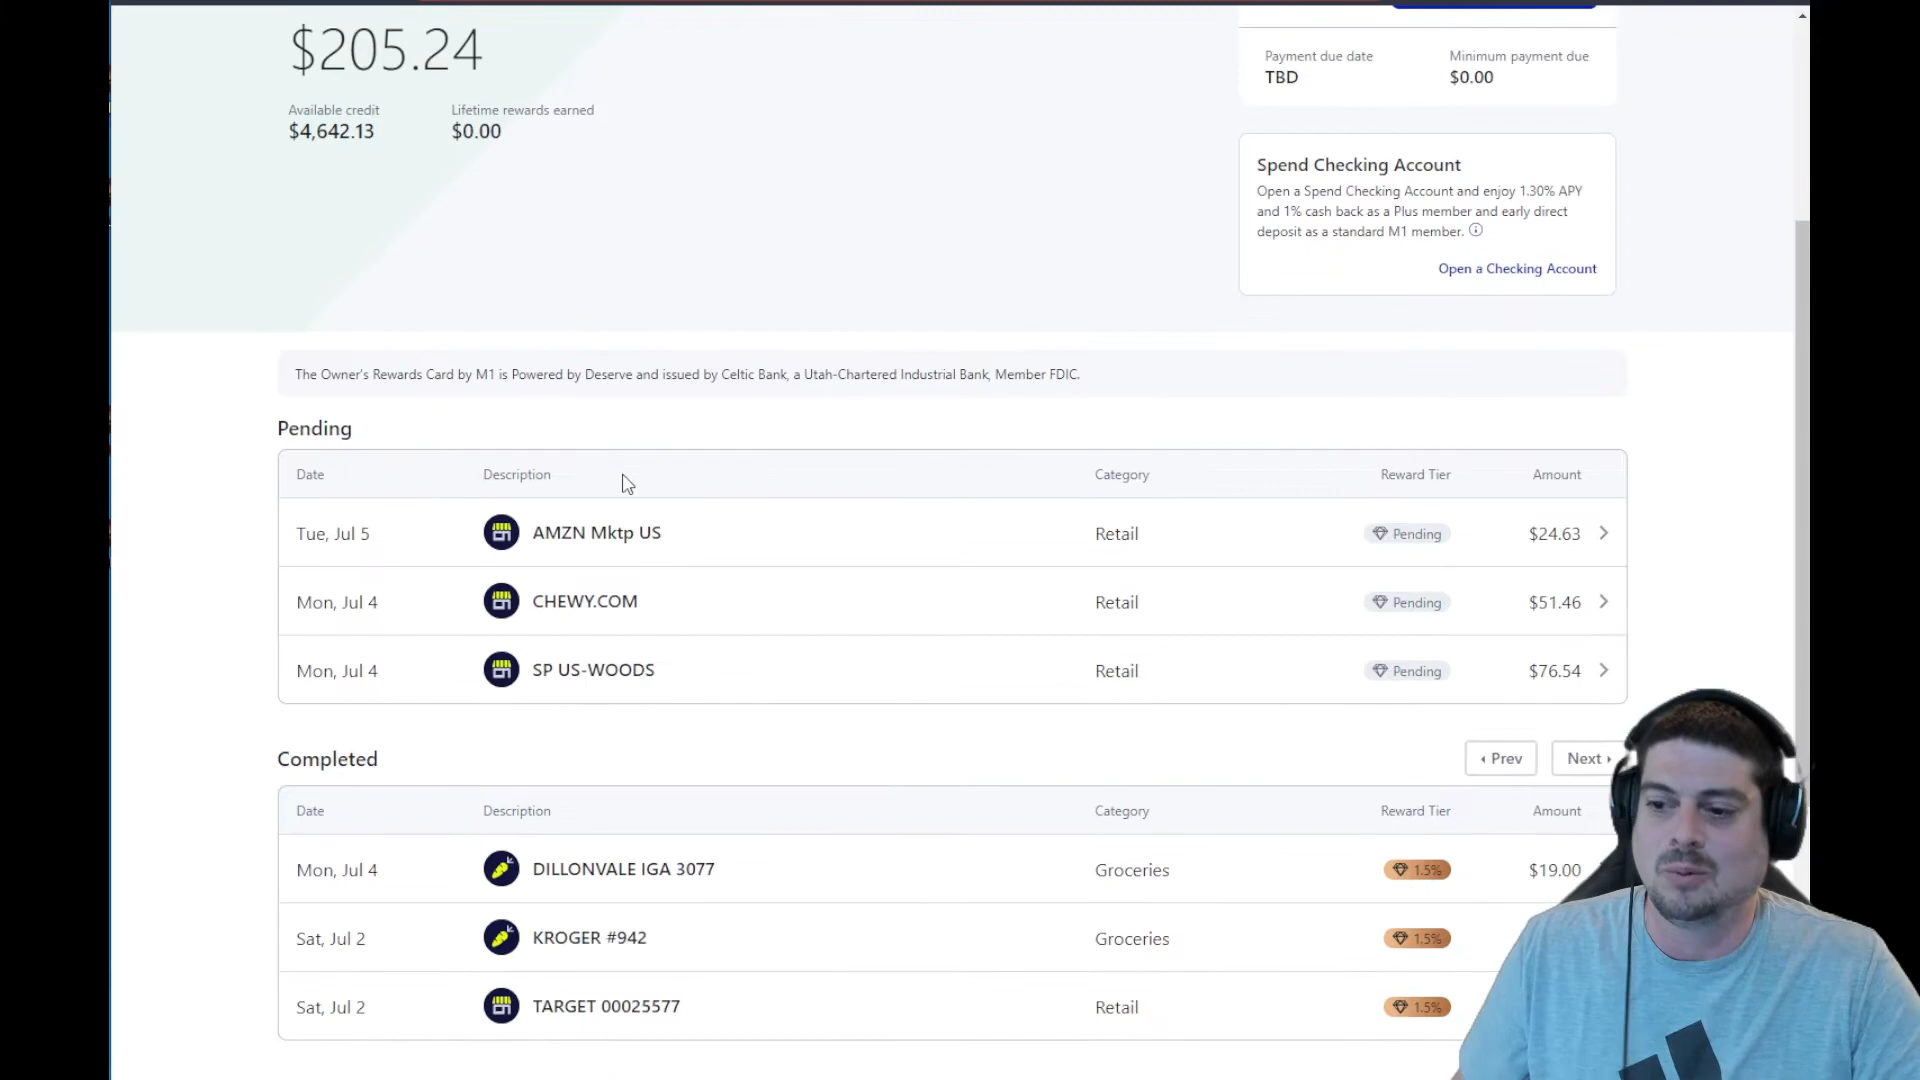 $205.24
Available credit
$4,642.13
Lifetime rewards earned
$0.00
Payment due date
TBD
Minimum payment due
$0.00
Spend Checking Account
Open a Spend Checking Account and enjoy 1.30% APY
and 1% cash back as a Plus member and early direct
deposit as a standard M1 member.
Open a Checking Account
The Owner's Rewards Card by M1 is Powered by Deserve and issued by Celtic Bank, a Utah-Chartered Industrial Bank, Member FDIC.
Pending
Date Description Category Reward Tier Amount
Tue, Jul 5 AMZN Mktp US Retail Pending $24.63
Mon, Jul 4 CHEWY.COM Retail Pending $51.46
Mon, Jul 4 SP US-WOODS Retail Pending $76.54
Completed
Prev Next
Date Description Category Reward Tier Amount
Mon, Jul 4 DILLONVALE IGA 3077 Groceries 1.5% $19.00
Sat, Jul 2 KROGER #942 Groceries 1.5%
Sat, Jul 2 TARGET 00025577 Retail 1.5%